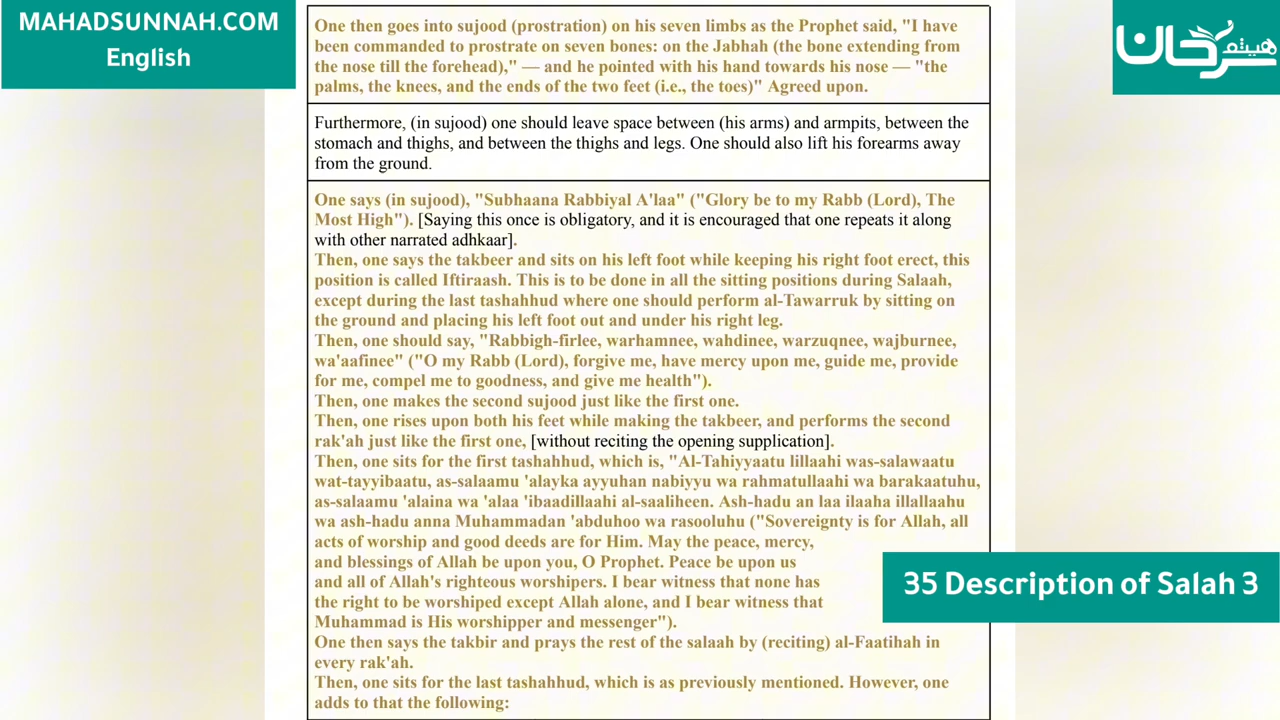 MAHADSUNNAH.COM
English
هيثم
سرحان
One then goes into sujood (prostration) on his seven limbs as the Prophet said, "I have
been commanded to prostrate on seven bones: on the Jabhah (the bone extending from
the nose till the forehead)," — and he pointed with his hand towards his nose — "the
palms, the knees, and the ends of the two feet (i.e., the toes)" Agreed upon.
Furthermore, (in sujood) one should leave space between (his arms) and armpits, between the
stomach and thighs, and between the thighs and legs. One should also lift his forearms away
from the ground.
One says (in sujood), "Subhaana Rabbiyal A'laa" ("Glory be to my Rabb (Lord), The
Most High"). [Saying this once is obligatory, and it is encouraged that one repeats it along
with other narrated adhkaar].
Then, one says the takbeer and sits on his left foot while keeping his right foot erect, this
position is called Iftiraash. This is to be done in all the sitting positions during Salaah,
except during the last tashahhud where one should perform al-Tawarruk by sitting on
the ground and placing his left foot out and under his right leg.
Then, one should say, "Rabbigh-firlee, warhamnee, wahdinee, warzuqnee, wajburnee,
wa'aafinee" ("O my Rabb (Lord), forgive me, have mercy upon me, guide me, provide
for me, compel me to goodness, and give me health").
Then, one makes the second sujood just like the first one.
Then, one rises upon both his feet while making the takbeer, and performs the second
rak'ah just like the first one, [without reciting the opening supplication].
Then, one sits for the first tashahhud, which is, "Al-Tahiyyaatu lillaahi was-salawaatu
wat-tayyibaatu, as-salaamu 'alayka ayyuhan nabiyyu wa rahmatullaahi wa barakaatuhu,
as-salaamu 'alaina wa 'alaa 'ibaadillaahi al-saaliheen. Ash-hadu an laa ilaaha illallaahu
wa ash-hadu anna Muhammadan 'abduhoo wa rasooluhu ("Sovereignty is for Allah, all
acts of worship and good deeds are for Him. May the peace, mercy,
and blessings of Allah be upon you, O Prophet. Peace be upon us
and all of Allah's righteous worshipers. I bear witness that none has
the right to be worshiped except Allah alone, and I bear witness that
Muhammad is His worshipper and messenger").
One then says the takbir and prays the rest of the salaah by (reciting) al-Faatihah in
every rak'ah.
Then, one sits for the last tashahhud, which is as previously mentioned. However, one
adds to that the following:
35 Description of Salah 3